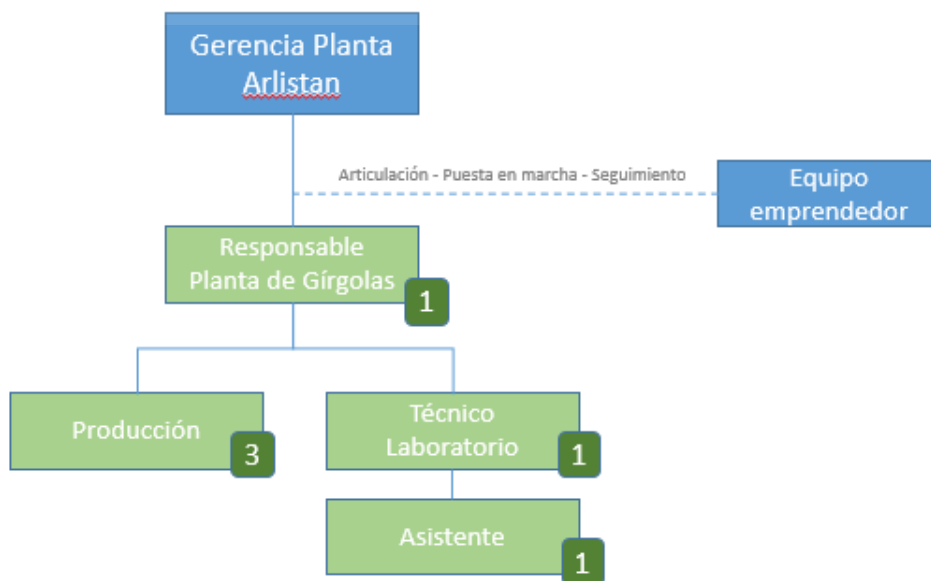 Gerencia Planta
Arlistan
Articulación - Puesta en marcha - Seguimiento
Equipo
emprendedor
Responsable
Planta de Gírgolas
1
Producción
3
Técnico
Laboratorio
1
Asistente
1